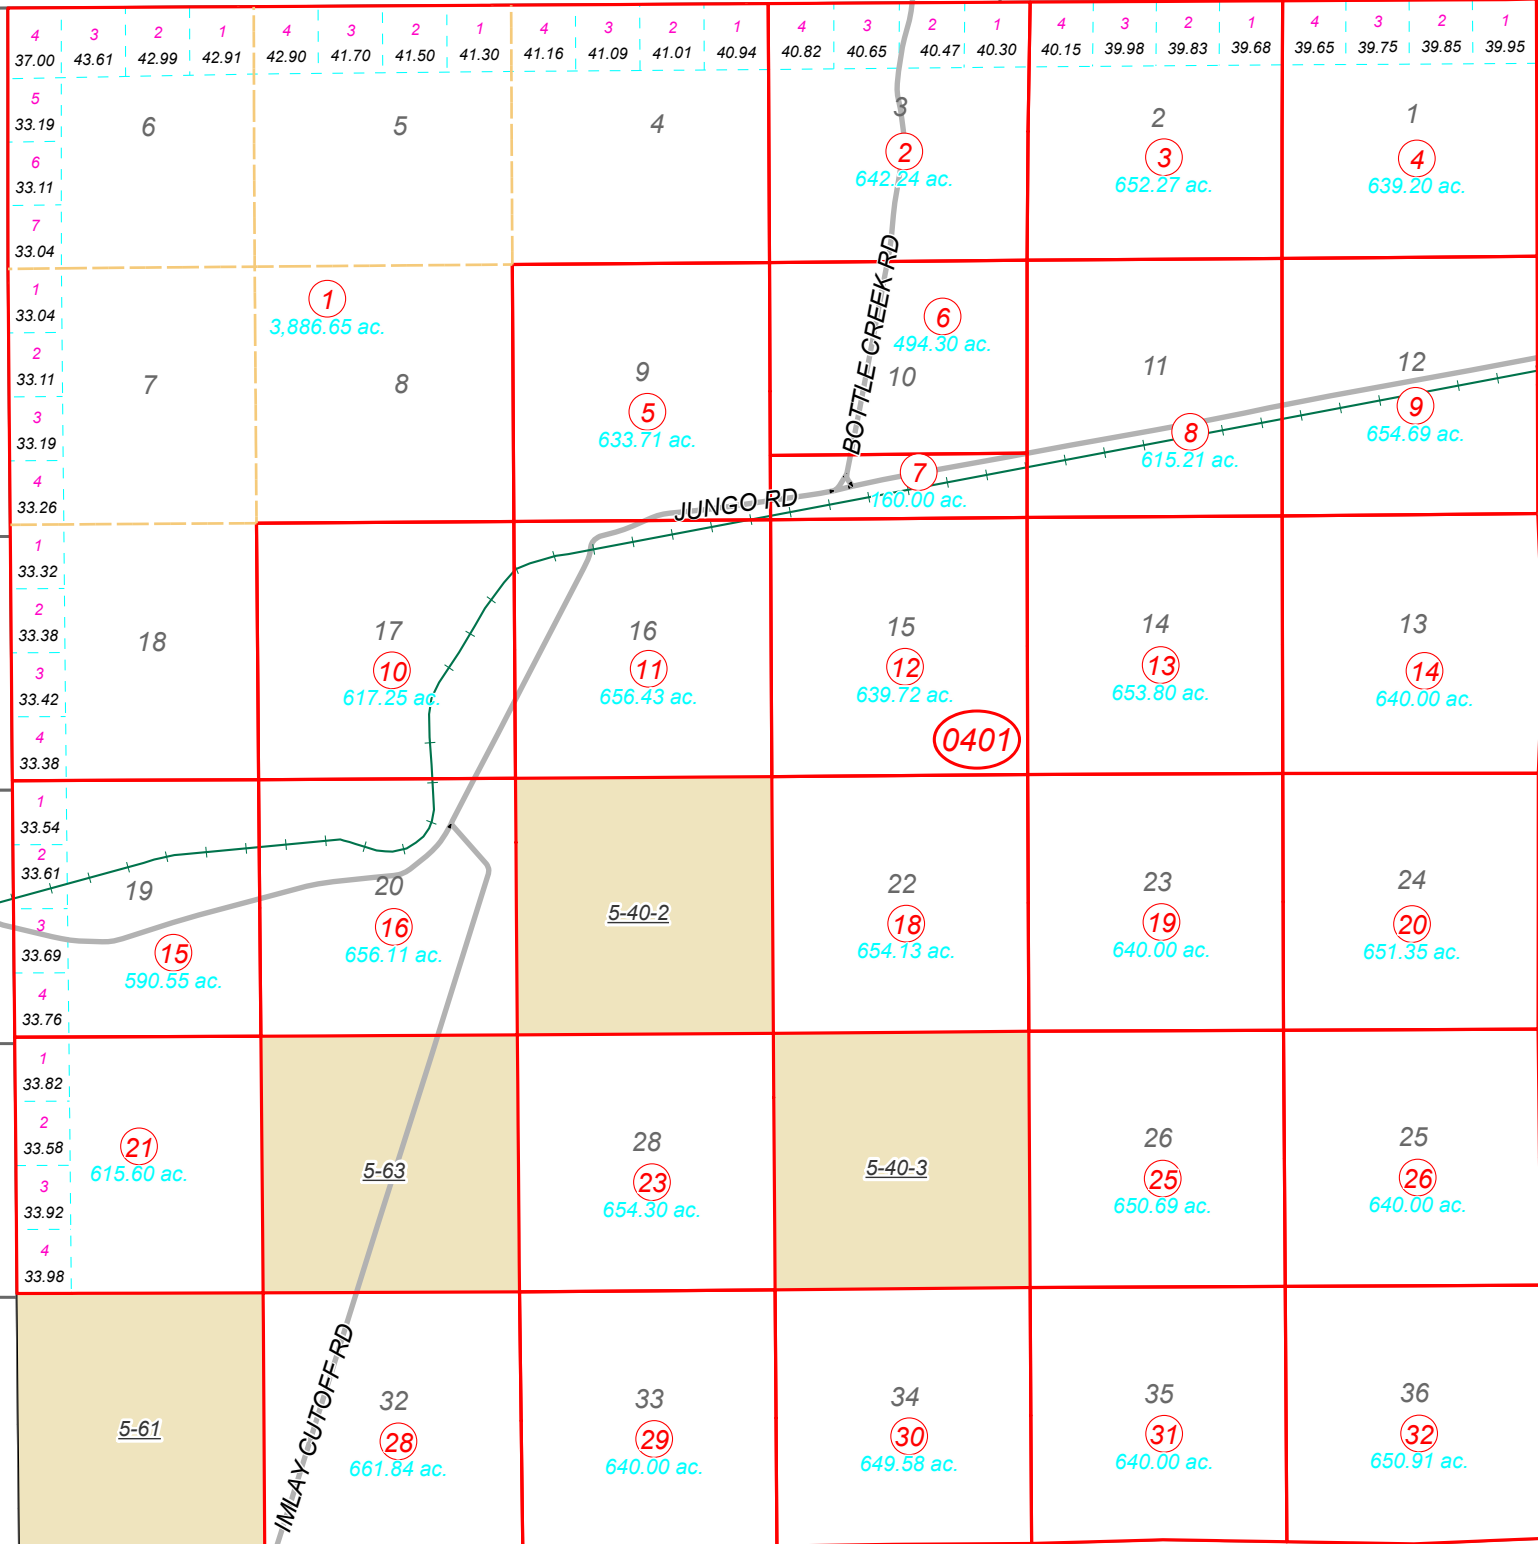 4 3 2 1 4 3 2 1 4 3 2 1 4 3 2 1 4 3 2 1 4 3 2 1
37.00 43.61 42.99 42.91 42.90 41.70 41.50 41.30 41.16 41.09 41.01 40.94 40.82 40.65 40.47 40.30 40.15 39.98 39.83 39.68 39.65 39.75 39.85 39.95
5
33.19
6
33.11
7
33.04
6 5 4 3 2 1
2 3 4
642.24 ac. 652.27 ac. 639.20 ac.
BOTTLE CREEK RD
1
33.04
2
33.11
3
33.19
4
33.26
1
3,886.65 ac.
6
494.30 ac.
7 8 9 10 11 12
5
633.71 ac.
8
615.21 ac.
9
654.69 ac.
7
160.00 ac.
JUNGO RD
1
33.32
2
33.38
3
33.42
4
33.38
18 17 16 15 14 13
10 11 12 13 14
617.25 ac. 656.43 ac. 639.72 ac. 653.80 ac. 640.00 ac.
0401
1
33.54
2
33.61
3
33.69
4
33.76
19 20 22 23 24
5-40-2
15 16 18 19 20
590.55 ac. 656.11 ac. 654.13 ac. 640.00 ac. 651.35 ac.
1
33.82
2
33.58
3
33.92
4
33.98
28 26 25
21
615.60 ac.
5-63
5-40-3
23 25 26
654.30 ac. 650.69 ac. 640.00 ac.
IMLAY CUTOFF RD
32 33 34 35 36
5-61
28 29 30 31 32
661.84 ac. 640.00 ac. 649.58 ac. 640.00 ac. 650.91 ac.